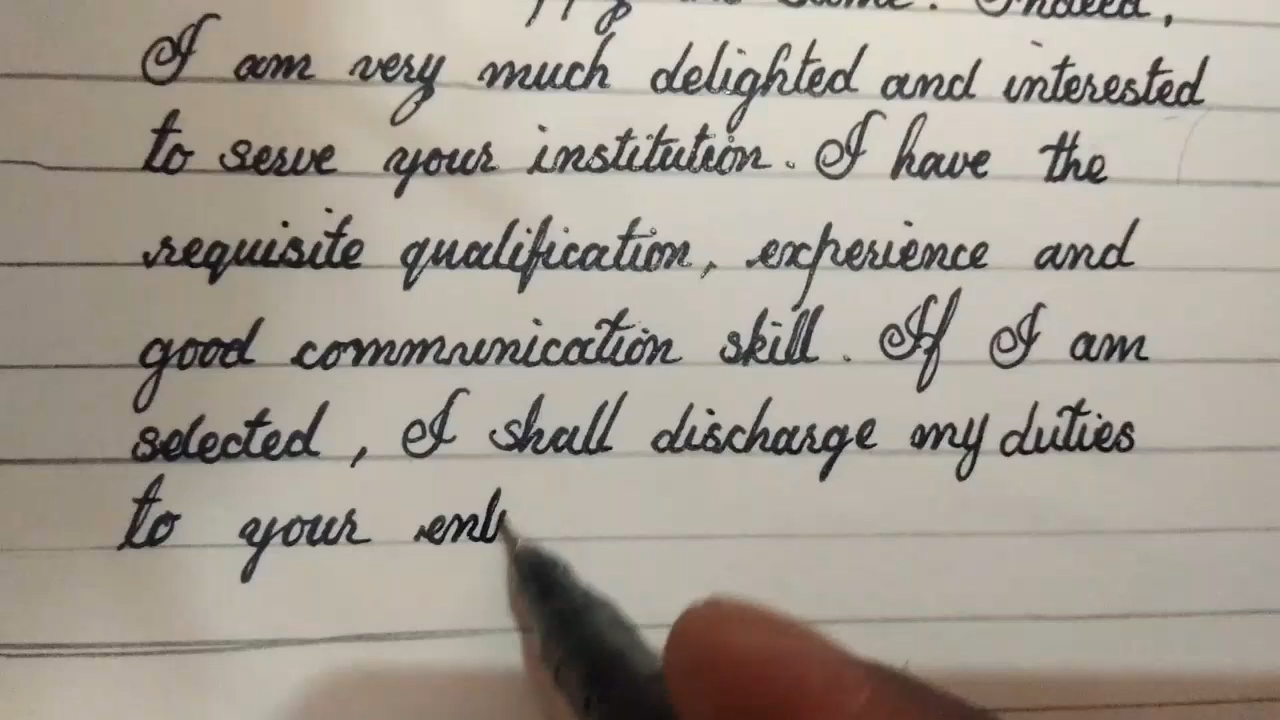 Indeed,
I am very much delighted and interested
to serve your institution. I have the
requisite qualification, experience and
good communication skill. If I am
selected, I shall discharge my duties
to your